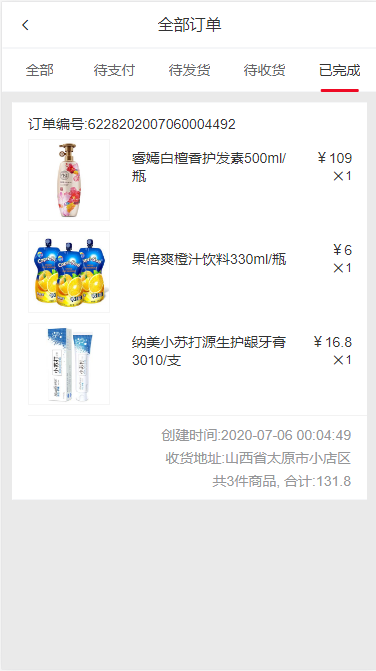 全部订单
全部 待支付 待发货 待收货 已完成
订单编号:6228202007060004492
睿嫣白檀香护发素500ml/
瓶
￥109
×1
果倍爽橙汁饮料330ml/瓶
￥6
×1
纳美小苏打源生护龈牙膏
3010/支
￥16.8
×1
创建时间:2020-07-06 00:04:49
收货地址:山西省太原市小店区
共3件商品, 合计:131.8